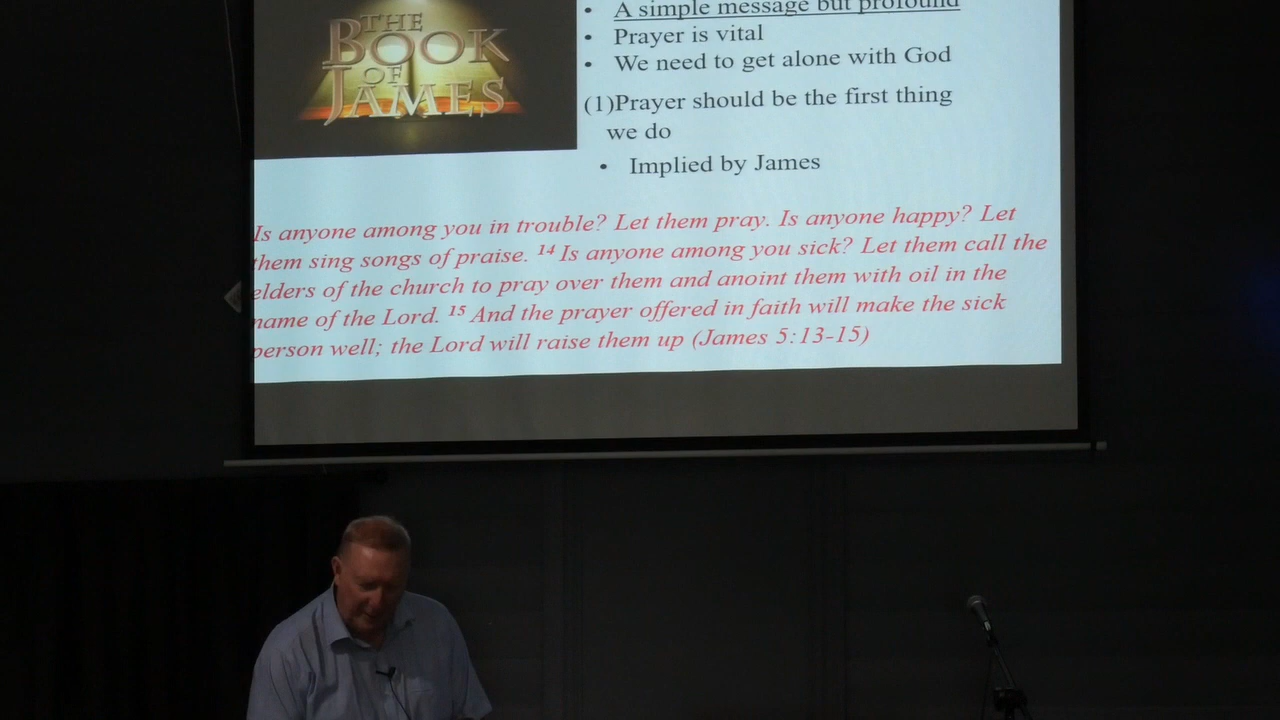 THE
BOOK
OF
JAMES
• A simple message but profound
• Prayer is vital
• We need to get alone with God
(1)Prayer should be the first thing
we do
• Implied by James
Is anyone among you in trouble? Let them pray. Is anyone happy? Let
them sing songs of praise. 14 Is anyone among you sick? Let them call the
elders of the church to pray over them and anoint them with oil in the
name of the Lord. 15 And the prayer offered in faith will make the sick
person well; the Lord will raise them up (James 5:13-15)